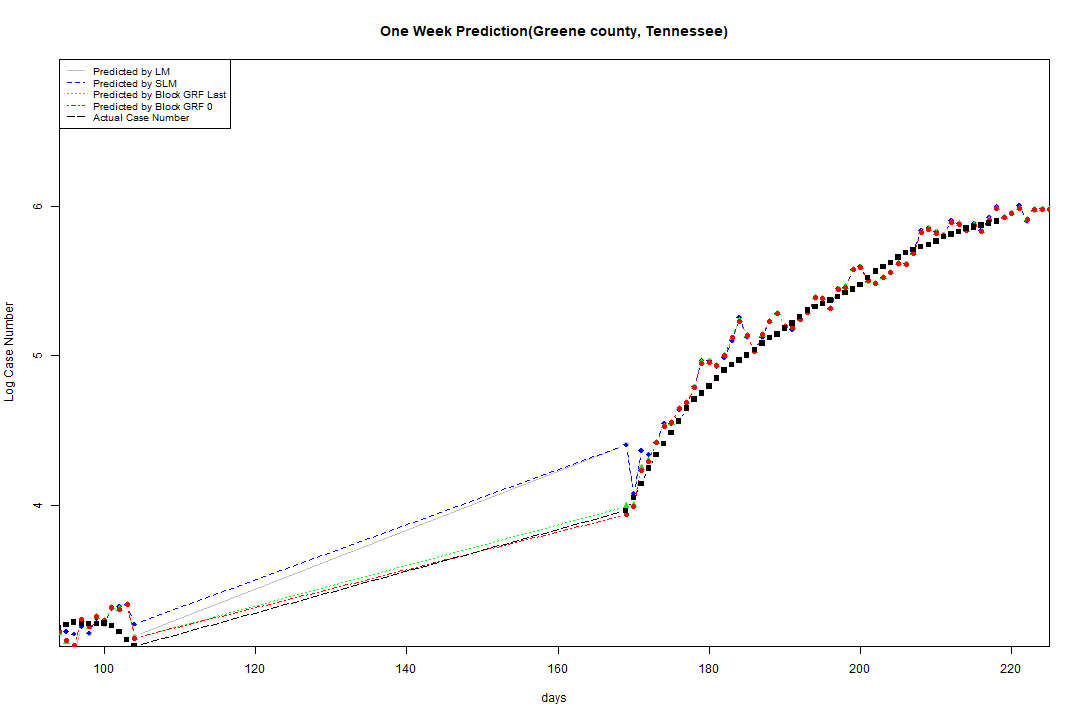 One Week Prediction(Greene county, Tennessee)
Predicted by LM
Predicted by SLM
Predicted by Block GRF Last
Predicted by Block GRF 0
Actual Case Number
6
5
4
Log Case Number
100 120 140 160 180 200 220
days